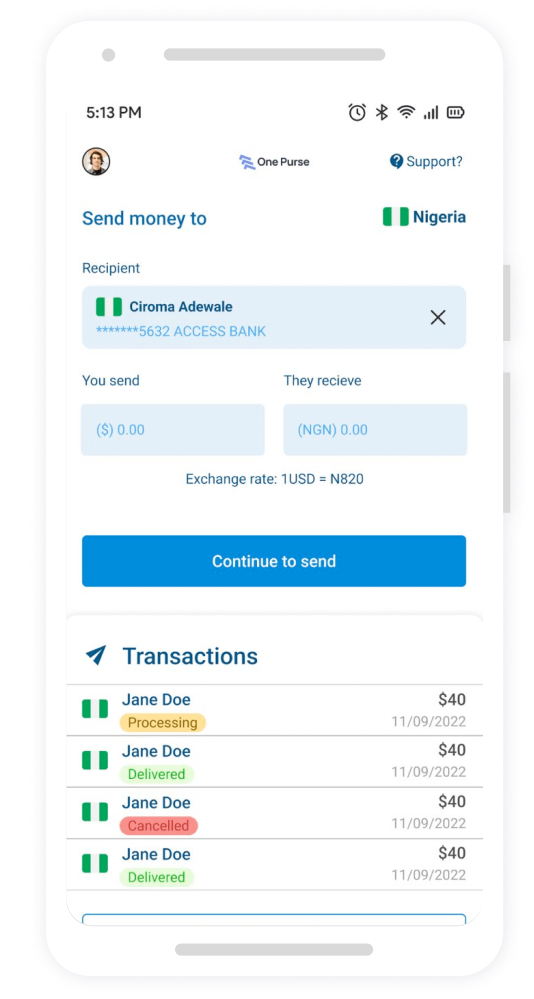 5:13 PM
One Purse
Support?
Send money to
Nigeria
Recipient
Ciroma Adewale
*******5632 ACCESS BANK
You send
They recieve
($) 0.00
(NGN) 0.00
Exchange rate: 1USD = N820
Continue to send
Transactions
Jane Doe
$40
Processing
11/09/2022
Jane Doe
$40
Delivered
11/09/2022
Jane Doe
$40
Cancelled
11/09/2022
Jane Doe
$40
Delivered
11/09/2022